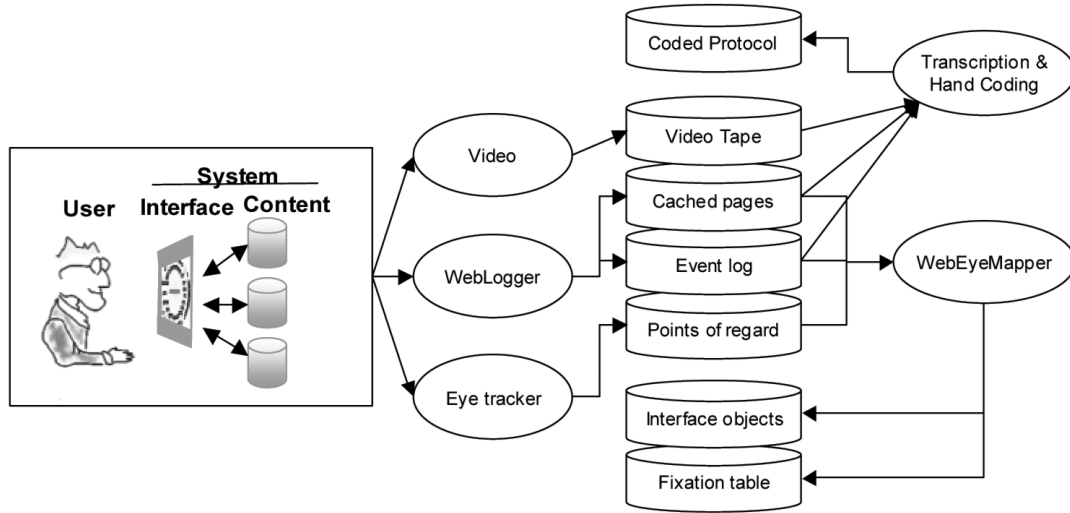 System
User
Interface
Content
Video
WebLogger
Eye tracker
Coded Protocol
Video Tape
Cached pages
Event log
Points of regard
Interface objects
Fixation table
Transcription &
Hand Coding
WebEyeMapper